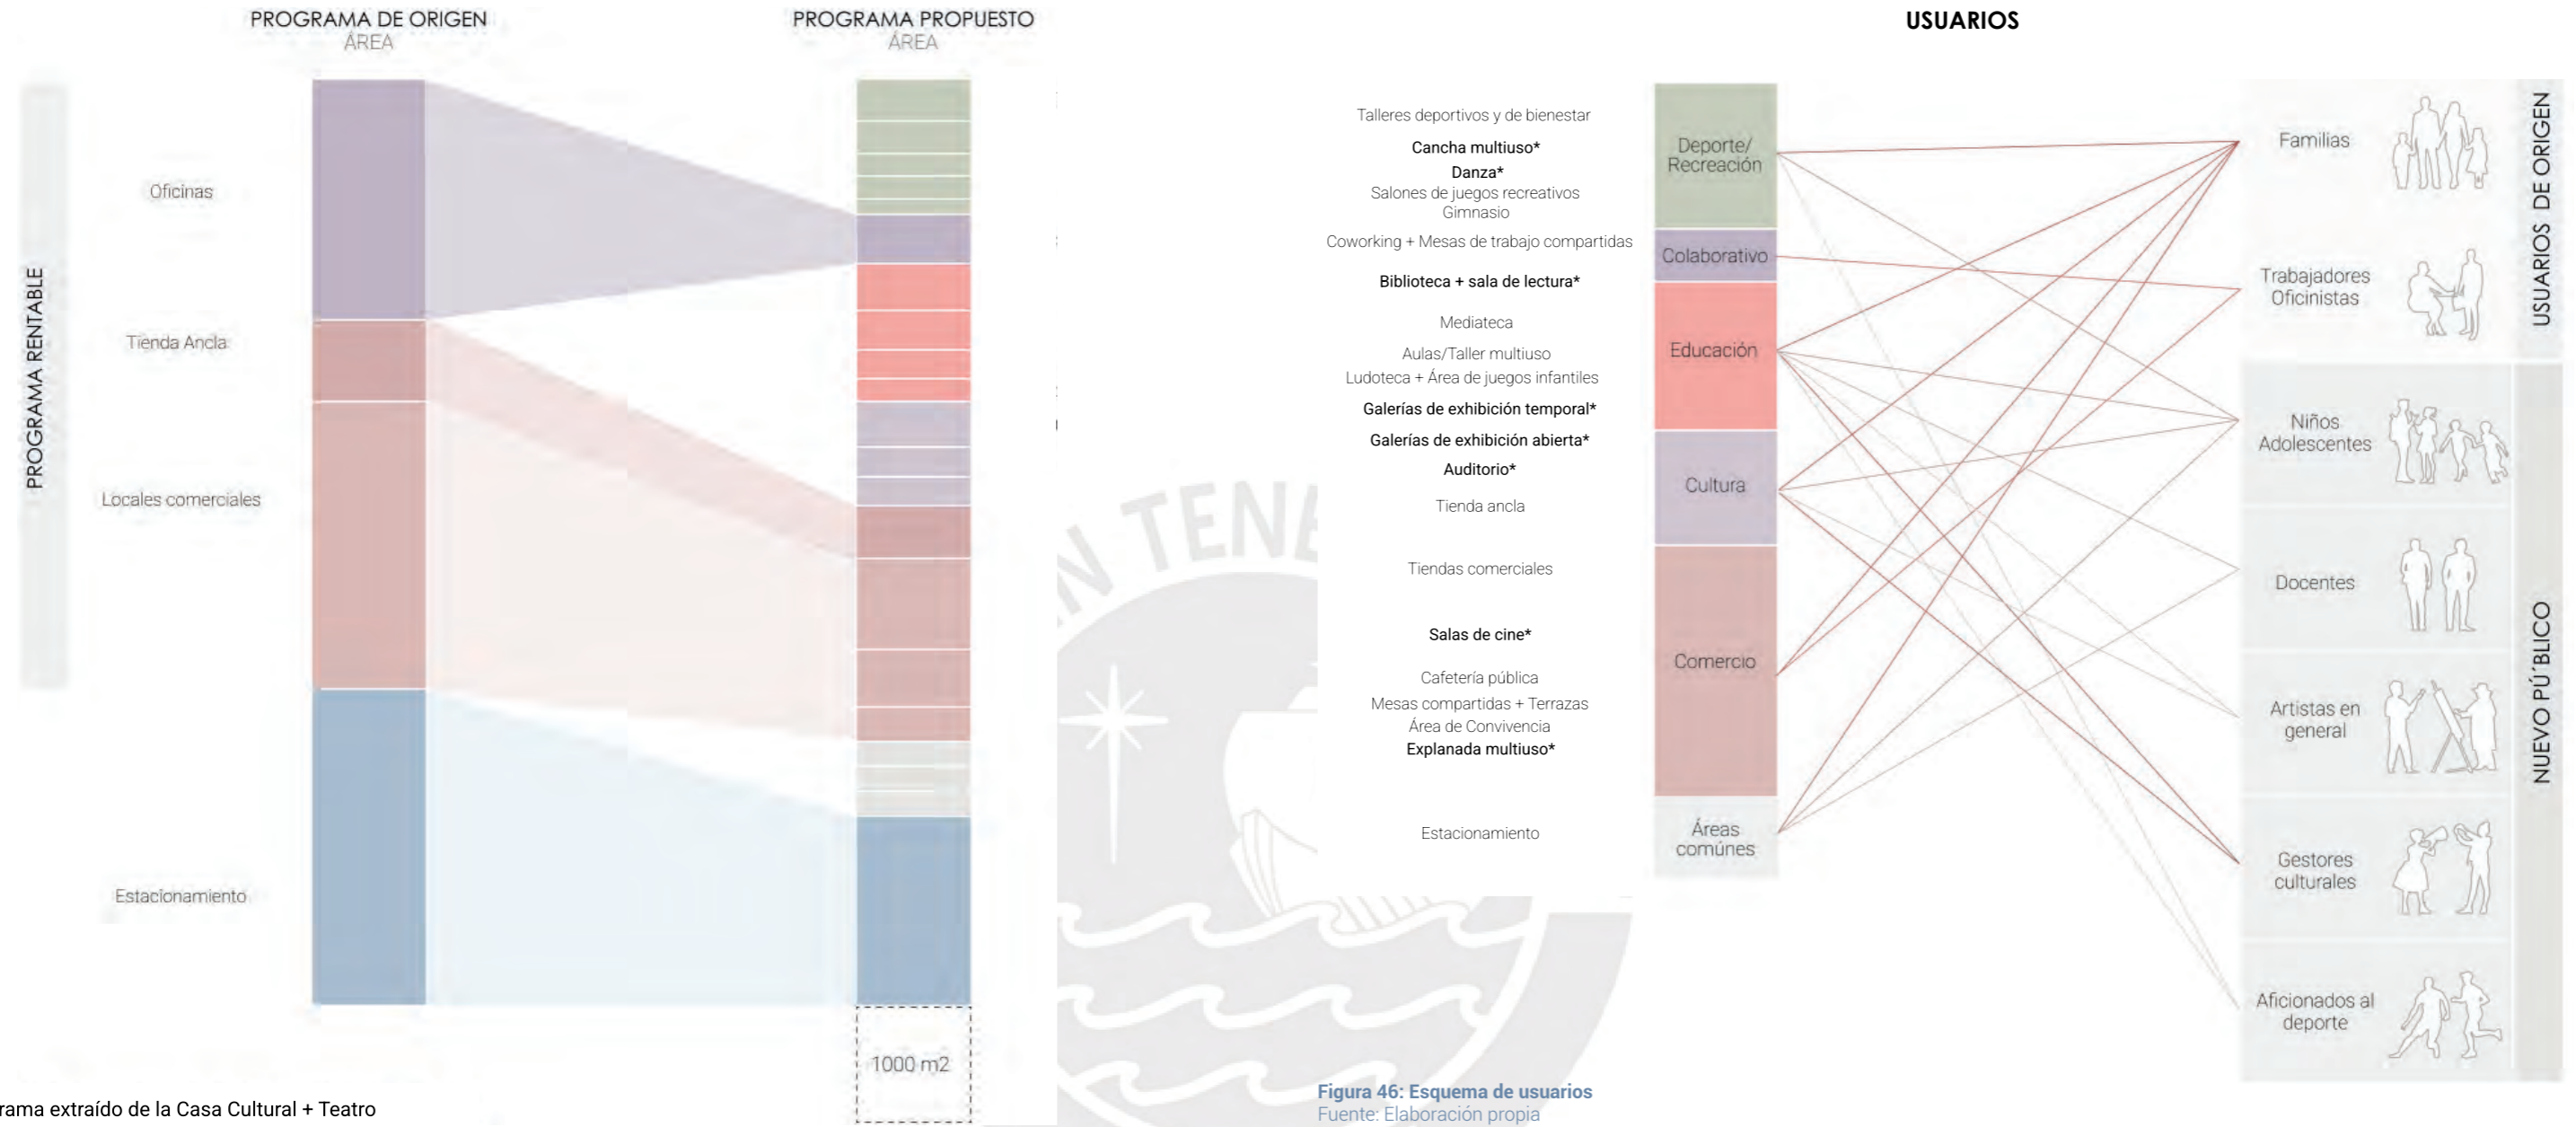 PROGRAMA DE ORIGEN
ÁREA
PROGRAMA PROPUESTO
ÁREA
PROGRAMA RENTABLE
Oficinas
Tienda Ancla
Locales comerciales
Estacionamiento
1000 m2
extraído de la Casa Cultural + Teatro
TEN
USUARIOS
Talleres deportivos y de bienestar
Cancha multiuso*
Danza*
Salones de juegos recreativos
Gimnasio
Coworking + Mesas de trabajo compartidas
Biblioteca + sala de lectura*
Mediateca
Aulas/Taller multiuso
Ludoteca + Área de juegos infantiles
Galerías de exhibición temporal*
Galerías de exhibición abierta*
Auditorio*
Tienda ancla
Tiendas comerciales
Salas de cine*
Cafetería pública
Mesas compartidas + Terrazas
Área de Convivencia
Explanada multiuso*
Estacionamiento
Deporte/
Recreación
Colaborativo
Educación
Cultura
Comercio
Áreas
comúnes
Familias
Trabajadores
Oficinistas
Niños
Adolescentes
Docentes
Artistas en
general
Gestores
culturales
Aficionados al
deporte
USUARIOS DE ORIGEN
NUEVO PÚ´BLICO
Figura 46: Esquema de usuarios
Fuente: Elaboración propia